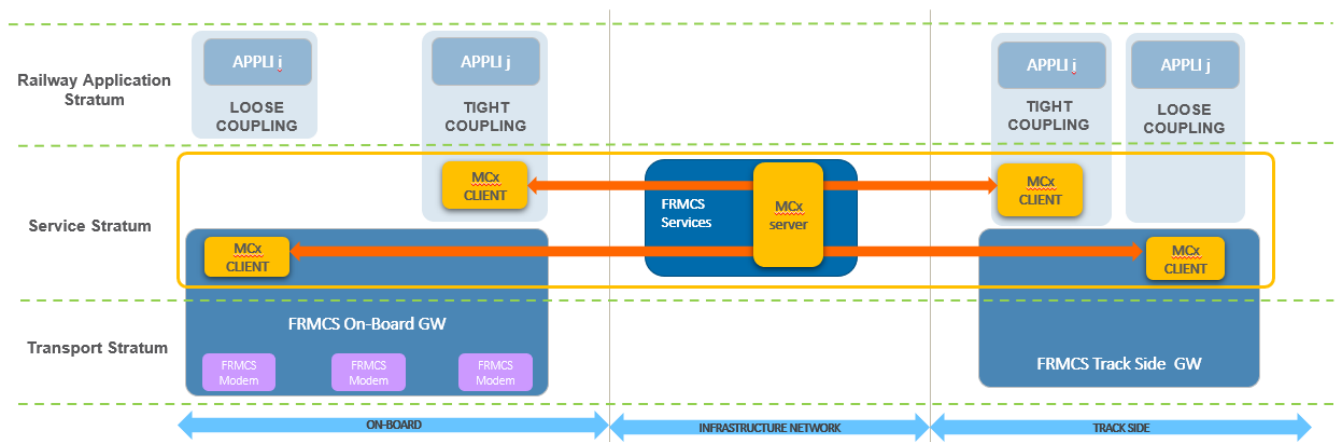 Railway Application
Stratum
APPLI i
LOOSE
COUPLING
APPLI j
TIGHT
COUPLING
APPLI i
TIGHT
COUPLING
APPLI j
LOOSE
COUPLING
Service Stratum
MCx
CLIENT
FRMCS
Services
MCx
server
MCx
CLIENT
MCx
CLIENT
MCx
CLIENT
Transport Stratum
FRMCS On-Board GW
FRMCS
Modem
FRMCS
Modem
FRMCS
Modem
FRMCS Track Side GW
ON-BOARD
INFRASTRUCTURE NETWORK
TRACK SIDE